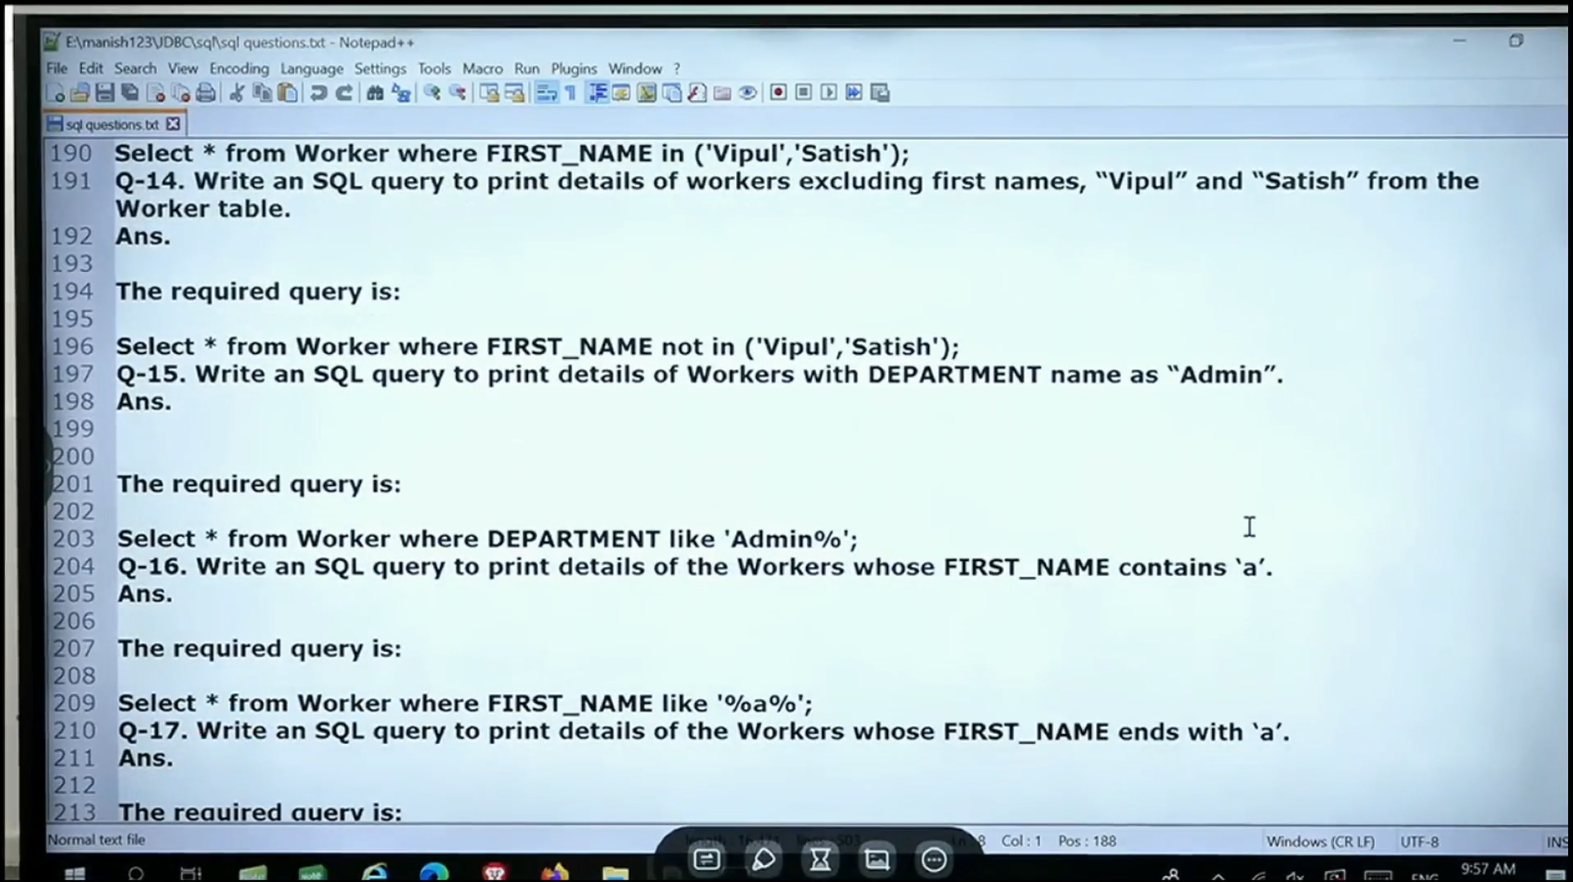 E:\manish123\JDBC\sql\sql questions.txt - Notepad++
File Edit Search View Encoding Language Settings Tools Macro Run Plugins Window ?
sql questions.txt
190 Select * from Worker where FIRST_NAME in ('Vipul','Satish');
191 Q-14. Write an SQL query to print details of workers excluding first names, “Vipul” and “Satish” from the
Worker table.
192 Ans.
193
194 The required query is:
195
196 Select * from Worker where FIRST_NAME not in ('Vipul','Satish');
197 Q-15. Write an SQL query to print details of Workers with DEPARTMENT name as “Admin”.
198 Ans.
199
200
201 The required query is:
202
203 Select * from Worker where DEPARTMENT like 'Admin%';
204 Q-16. Write an SQL query to print details of the Workers whose FIRST_NAME contains ‘a’.
205 Ans.
206
207 The required query is:
208
209 Select * from Worker where FIRST_NAME like '%a%';
210 Q-17. Write an SQL query to print details of the Workers whose FIRST_NAME ends with ‘a’.
211 Ans.
212
213 The required query is:
Normal text file Col : 1 Pos : 188 Windows (CR LF) UTF-8 INS
ENG 9:57 AM